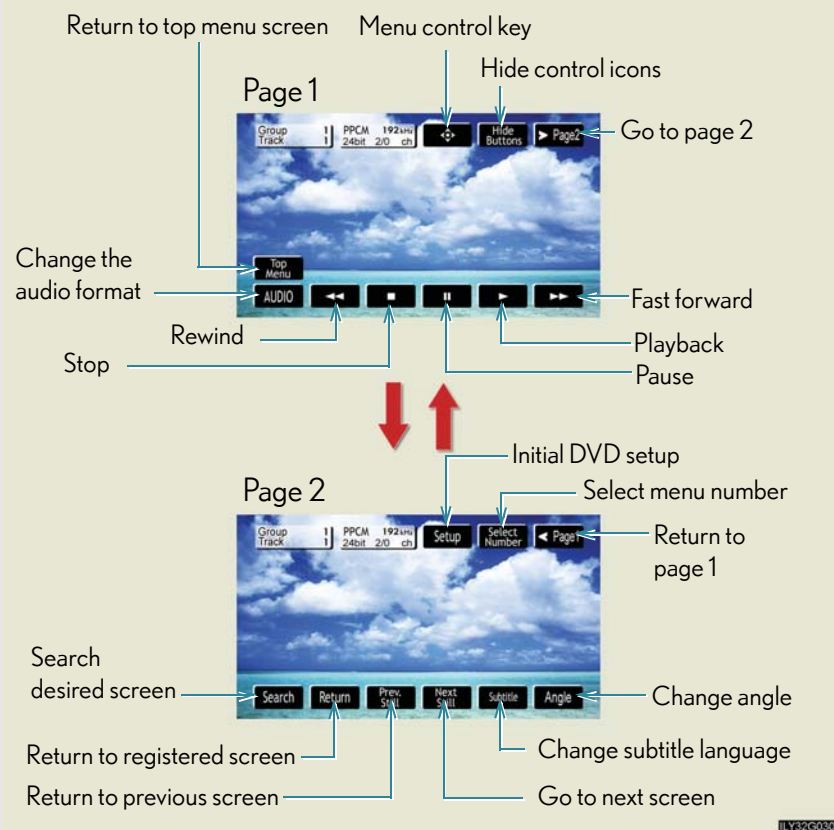 Return to top menu screen
Menu control key
Hide control icons
Page 1
Group 1
Track 1
PPCM 192kHz
24bit 2/0 ch
Hide
Buttons
Page2
Go to page 2
Top
Menu
Change the
audio format
AUDIO
Fast forward
Rewind
Playback
Stop
Pause
Initial DVD setup
Page 2
Select menu number
Group 1
Track 1
PPCM 192kHz
24bit 2/0 ch
Setup
Select
Number
Page1
Return to
page 1
Search
desired screen
Search
Return
Prev.
Still
Next
Still
Subtitle
Angle
Change angle
Return to registered screen
Change subtitle language
Return to previous screen
Go to next screen
ILY32G030